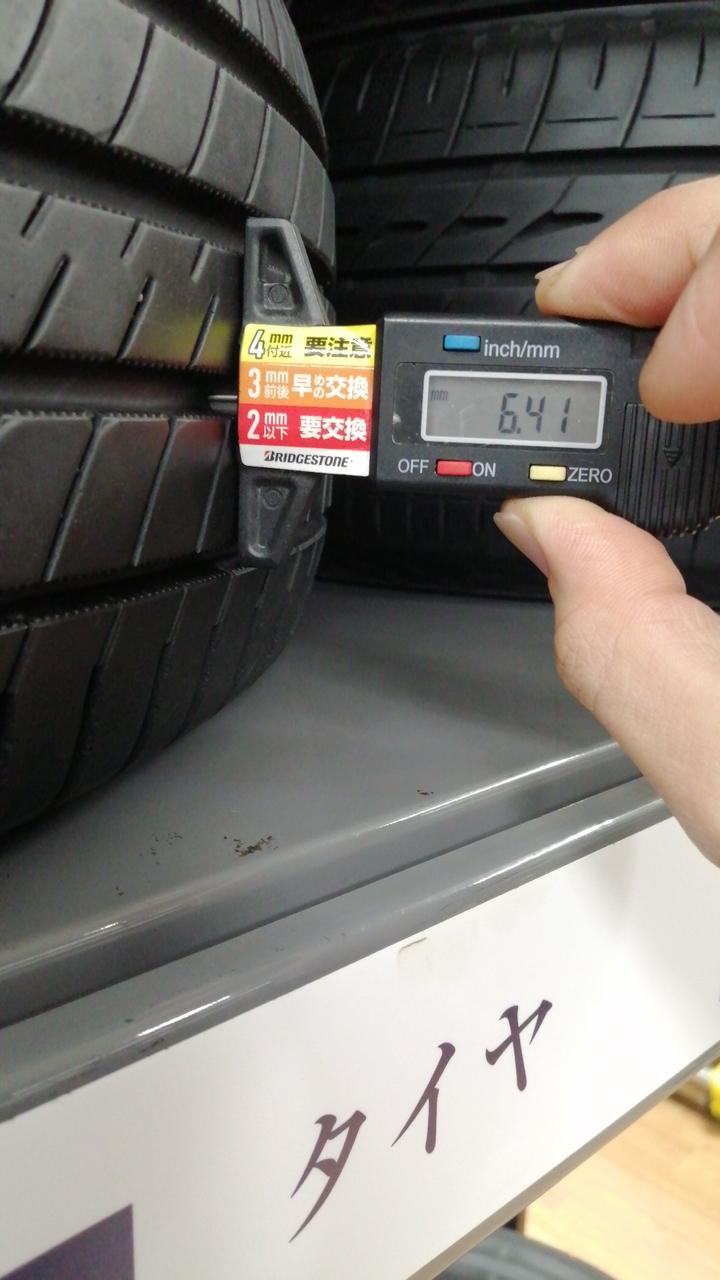 4mm付近 要注意
3mm前後 早めの交換
2mm以下 要交換
BRIDGESTONE
inch/mm
mm 6.41
OFF ON ZERO
タイヤ